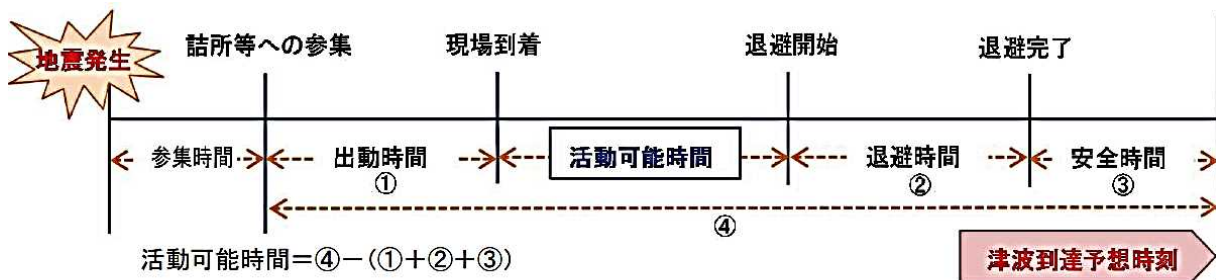 地震発生
詰所等への参集
現場到着
退避開始
退避完了
参集時間
出動時間
①
活動可能時間
退避時間
②
安全時間
③
④
活動可能時間=④-(①+②+③)
津波到達予想時刻